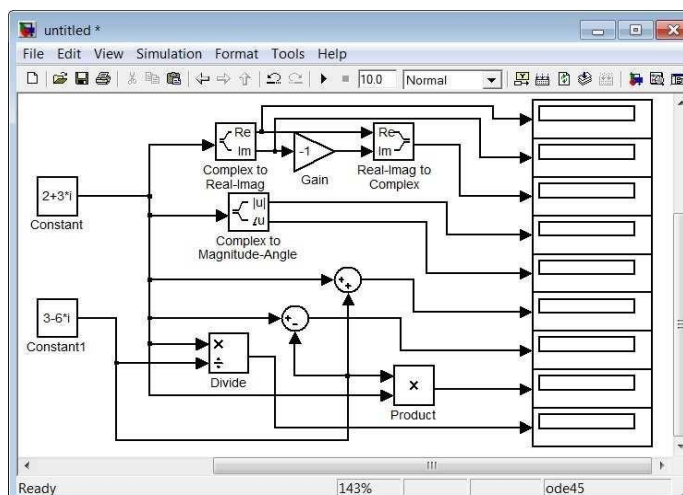 untitled *
File Edit View Simulation Format Tools Help
10.0 Normal
Re
Im
Complex to
Real-Imag
-1
Gain
Re
Im
Real-Imag to
Complex
2+3*i
Constant
|u|
∠u
Complex to
Magnitude-Angle
+
+
3-6*i
Constant1
+
-
×
÷
Divide
×
Product
Ready 143% ode45